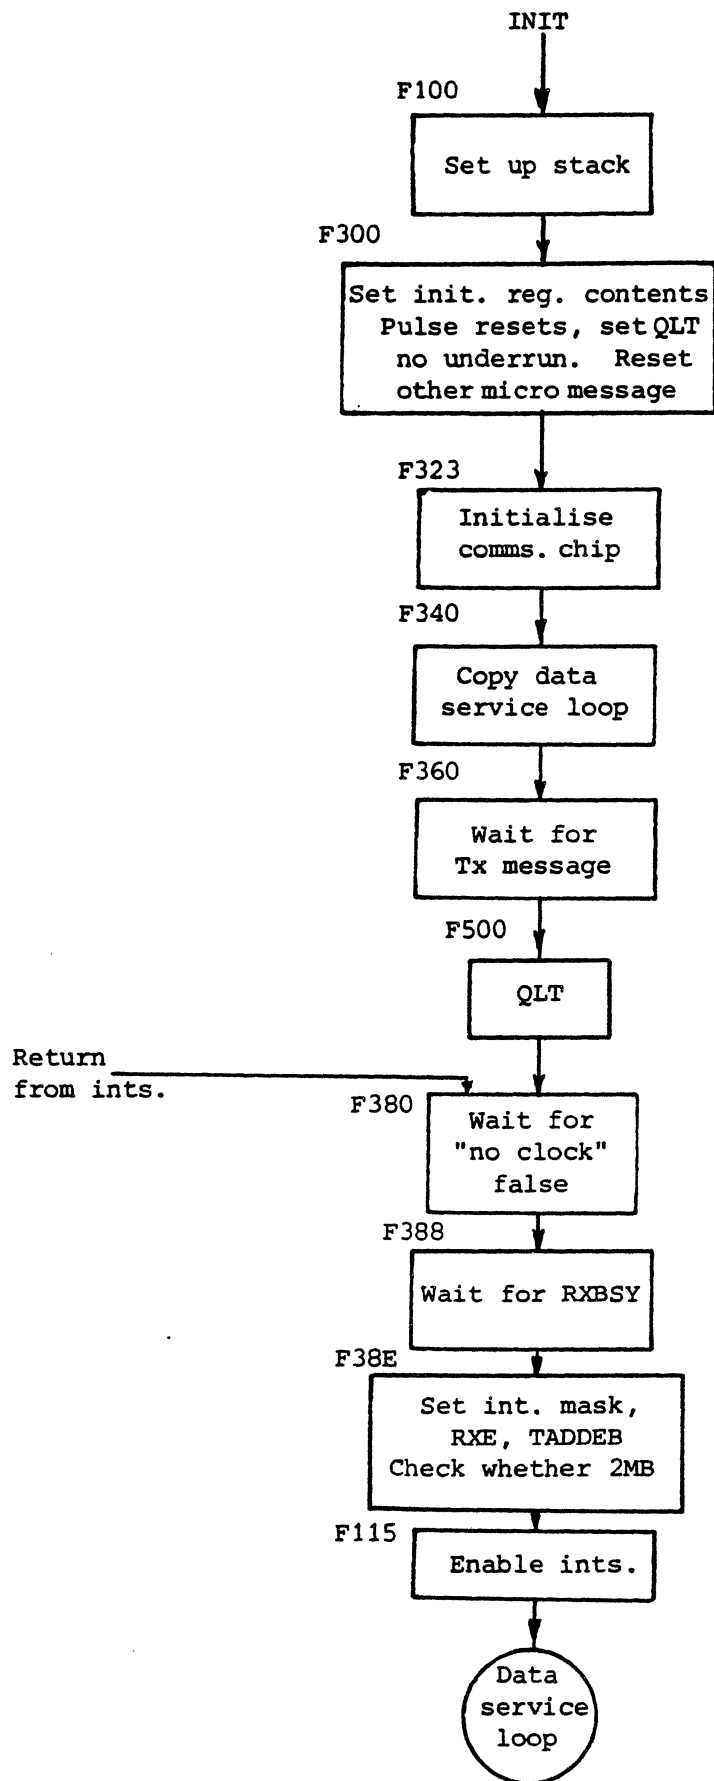 INIT
F100
Set up stack
F300
Set init. reg. contents
Pulse resets, set QLT
no underrun. Reset
other micro message
F323
Initialise
comms. chip
F340
Copy data
service loop
F360
Wait for
Tx message
F500
QLT
Return
from ints.
F380
Wait for
"no clock"
false
F388
Wait for RXBSY
F38E
Set int. mask,
RXE, TADDEB
Check whether 2MB
F115
Enable ints.
Data
service
loop